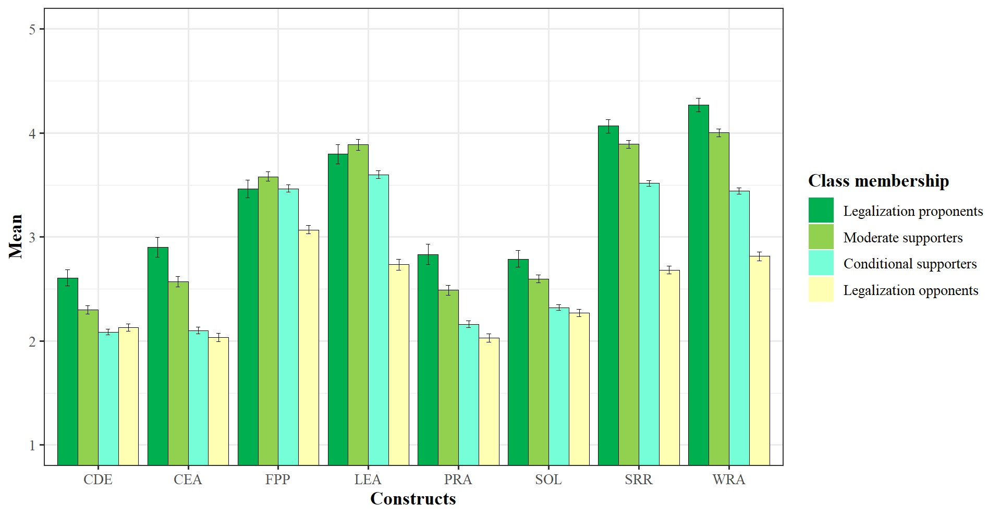 5
4
3
2
1
Mean
CDE CEA FPP LEA PRA SOL SRR WRA
Constructs
Class membership
Legalization proponents
Moderate supporters
Conditional supporters
Legalization opponents